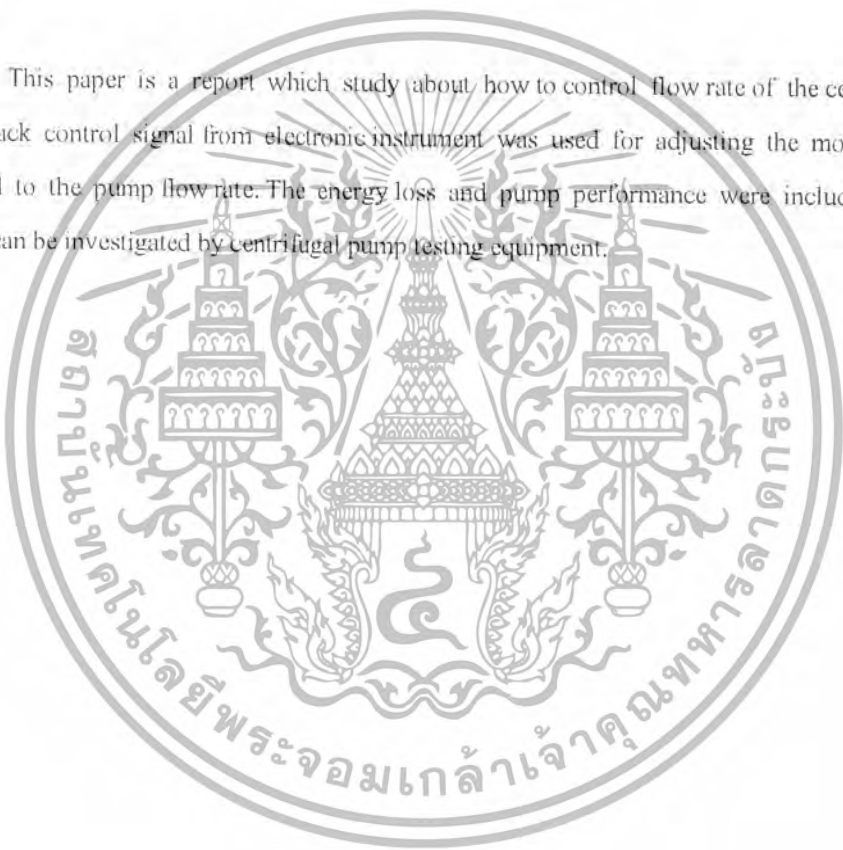 This paper is a report which study about how to control flow rate of the ce
ck control signal from electronic instrument was used for adjusting the mo
l to the pump flow rate. The energy loss and pump performance were inclu
an be investigated by centrifugal pump testing equipment.
สถาบันเทคโนโลยีพระจอมเกล้าเจ้าคุณทหารลาดกระบัง